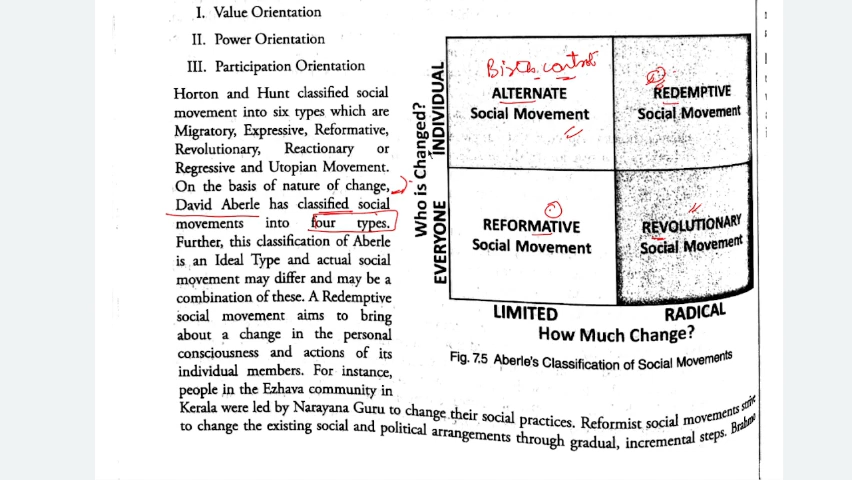 I. Value Orientation
II. Power Orientation
III. Participation Orientation
Horton and Hunt classified social
movement into six types which are
Migratory, Expressive, Reformative,
Revolutionary, Reactionary or
Regressive and Utopian Movement.
On the basis of nature of change,
David Aberle has classified social
movements into four types.
Further, this classification of Aberle
is an Ideal Type and actual social
movement may differ and may be a
combination of these. A Redemptive
social movement aims to bring
about a change in the personal
consciousness and actions of its
individual members. For instance,
people in the Ezhava community in
Kerala were led by Narayana Guru to change their social practices. Reformist social movements strive
to change the existing social and political arrangements through gradual, incremental steps. Brahmo
Who is Changed?
INDIVIDUAL
EVERYONE
Birth control
ALTERNATE
Social Movement
REDEMPTIVE
Social Movement
REFORMATIVE
Social Movement
REVOLUTIONARY
Social Movement
LIMITED
RADICAL
How Much Change?
Fig. 7.5 Aberle's Classification of Social Movements